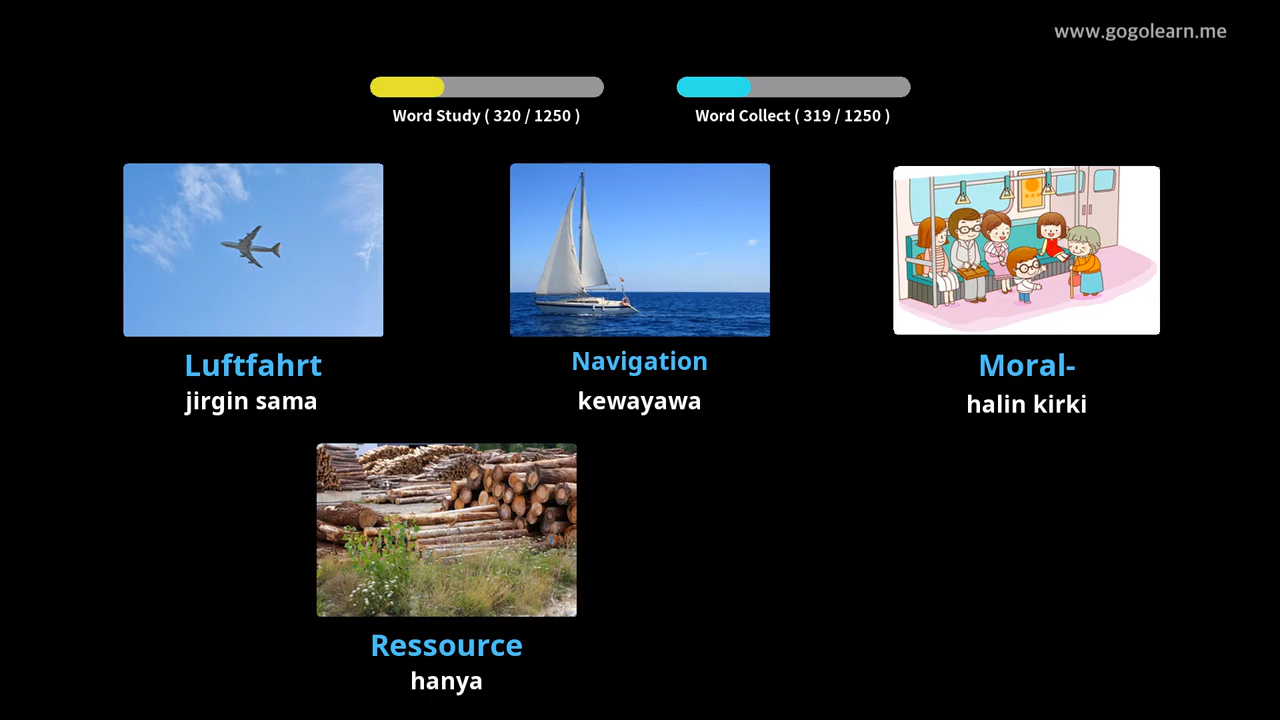 www.gogolearn.me
Word Study ( 320 / 1250 )
Word Collect ( 319 / 1250 )
Luftfahrt
jirgin sama
Navigation
kewayawa
Moral-
halin kirki
Ressource
hanya